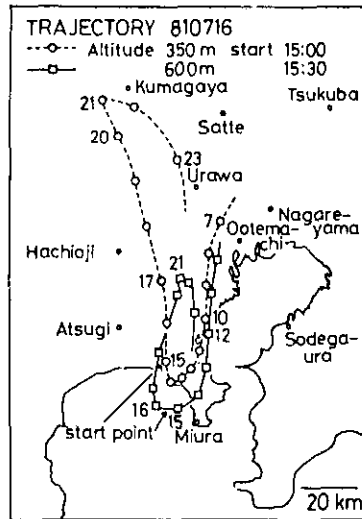 TRAJECTORY 810716
--o-- Altitude 350 m start 15:00
—□— 600m 15:30
Kumagaya
Tsukuba
21
Satte
20
23
Urawa
7
Nagare-
yama
Ootema-
chi
Hachioji
21
17
10
Atsugi
12
Sodega-
ura
15
16
15
start point
Miura
20 km